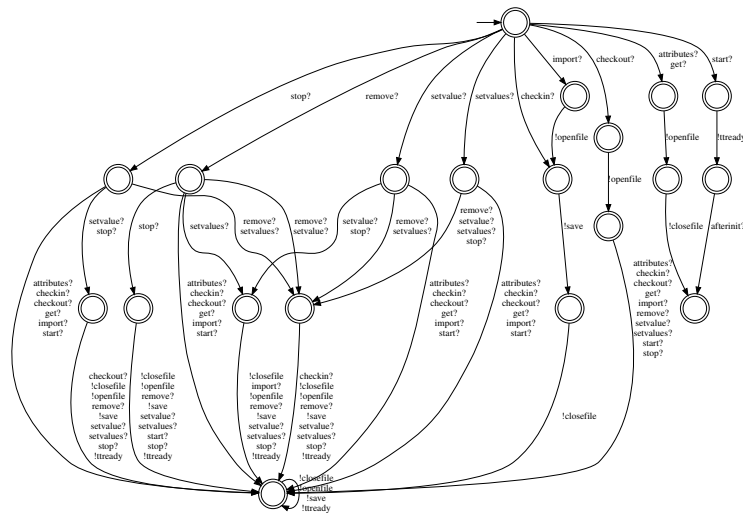 import?
checkout?
attributes?
get?
start?
stop?
remove?
setvalue?
setvalues?
checkin?
!openfile
!openfile
!ttready
!openfile
setvalue?
stop?
stop?
setvalues?
remove?
setvalues?
remove?
setvalue?
setvalue?
stop?
remove?
setvalues?
remove?
setvalue?
setvalues?
stop?
!save
!closefile
afterinit?
attributes?
checkin?
checkout?
get?
import?
start?
attributes?
checkin?
checkout?
get?
import?
start?
attributes?
checkin?
checkout?
get?
import?
start?
attributes?
checkin?
checkout?
get?
import?
start?
attributes?
checkin?
checkout?
get?
import?
remove?
setvalue?
setvalues?
start?
stop?
checkout?
!closefile
!openfile
remove?
!save
setvalue?
setvalues?
stop?
!ttready
!closefile
!openfile
remove?
!save
setvalue?
setvalues?
start?
stop?
!ttready
!closefile
import?
!openfile
remove?
!save
setvalue?
setvalues?
stop?
!ttready
checkin?
!closefile
!openfile
remove?
!save
setvalue?
setvalues?
stop?
!ttready
!closefile
!closefile
!openfile
!save
!ttready